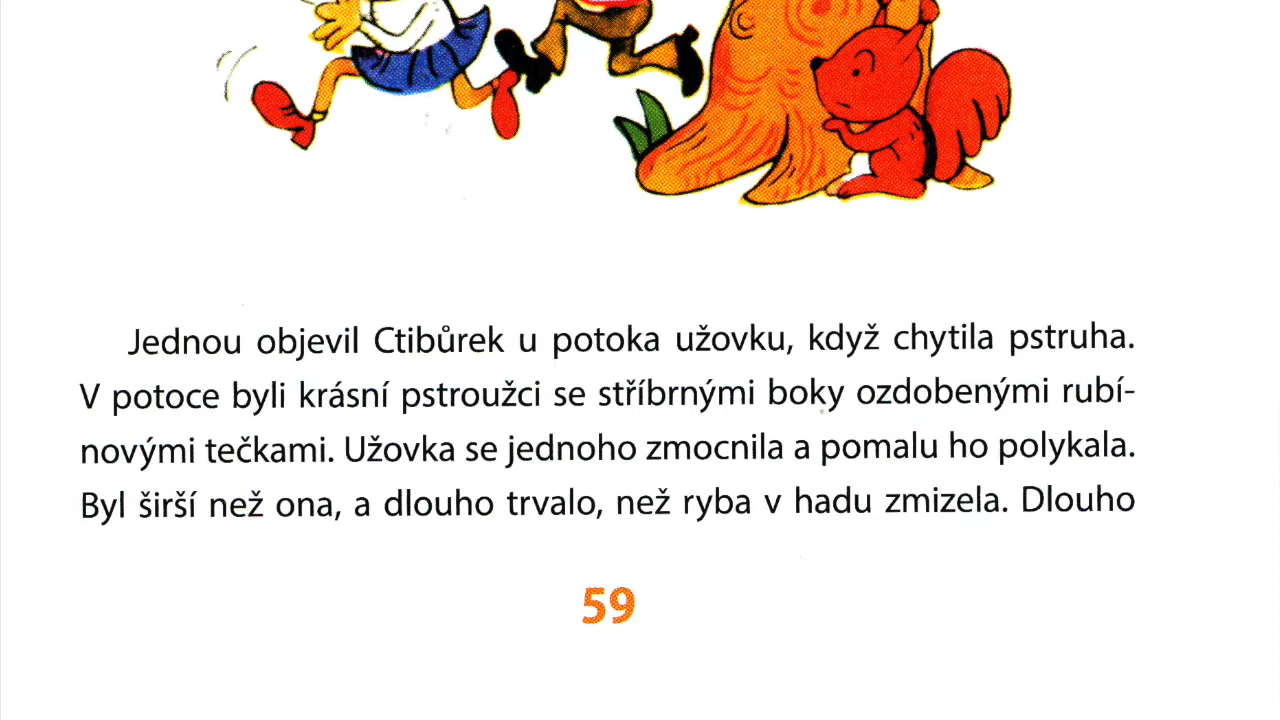 Jednou objevil Ctibůrek u potoka užovku, když chytila pstruha.
V potoce byli krásní pstroužci se stříbrnými boky ozdobenými rubí-
novými tečkami. Užovka se jednoho zmocnila a pomalu ho polykala.
Byl širší než ona, a dlouho trvalo, než ryba v hadu zmizela. Dlouho
59